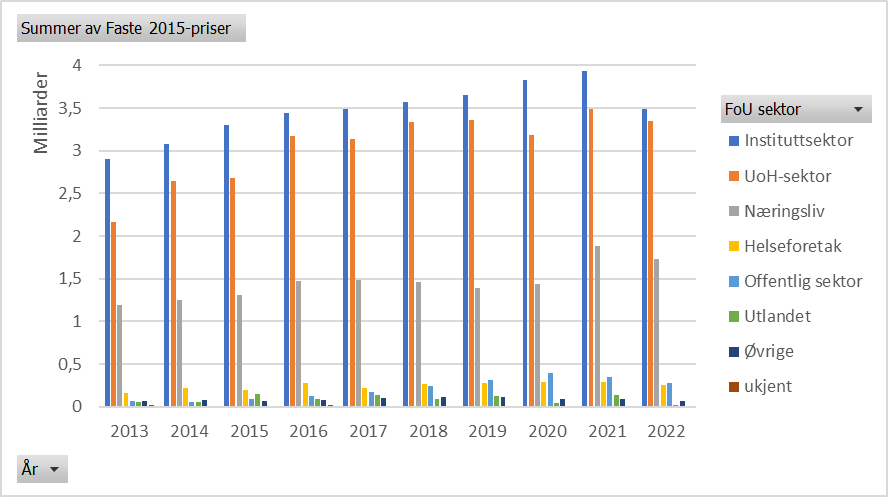 Summer av Faste 2015-priser
Milliarder
4
3,5
3
2,5
2
1,5
1
0,5
0
2013 2014 2015 2016 2017 2018 2019 2020 2021 2022
År
FoU sektor
Instituttsektor
UoH-sektor
Næringsliv
Helseforetak
Offentlig sektor
Utlandet
Øvrige
ukjent